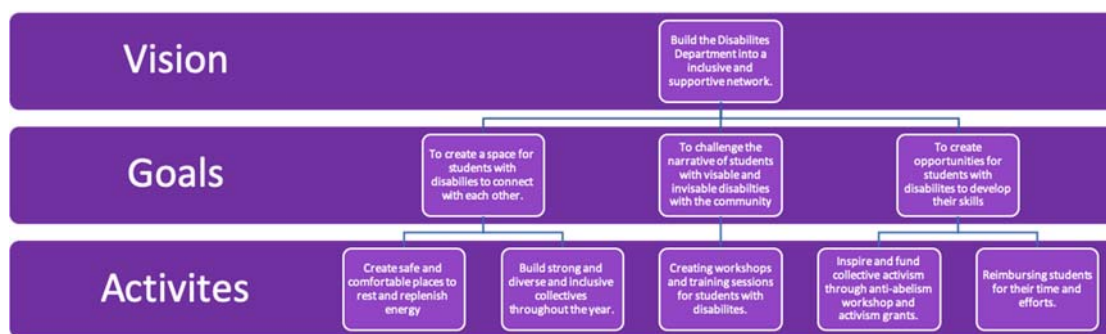 Vision
Build the Disabilites
Department into a
inclusive and
supportive network.
Goals
To create a space for
students with
disabilies to connect
with each other.
To challenge the
narrative of students
with visable and
invisable disabilties
with the community
To create
opportunities for
students with
disabilites to develop
their skills
Activites
Create safe and
comfortable places to
rest and replenish
energy
Build strong and
diverse and inclusive
collectives
throughout the year.
Creating workshops
and training sessions
for students with
disabilites.
Inspire and fund
collective activism
through anti-abelism
workshop and
activism grants.
Reimbursing students
for their time and
efforts.